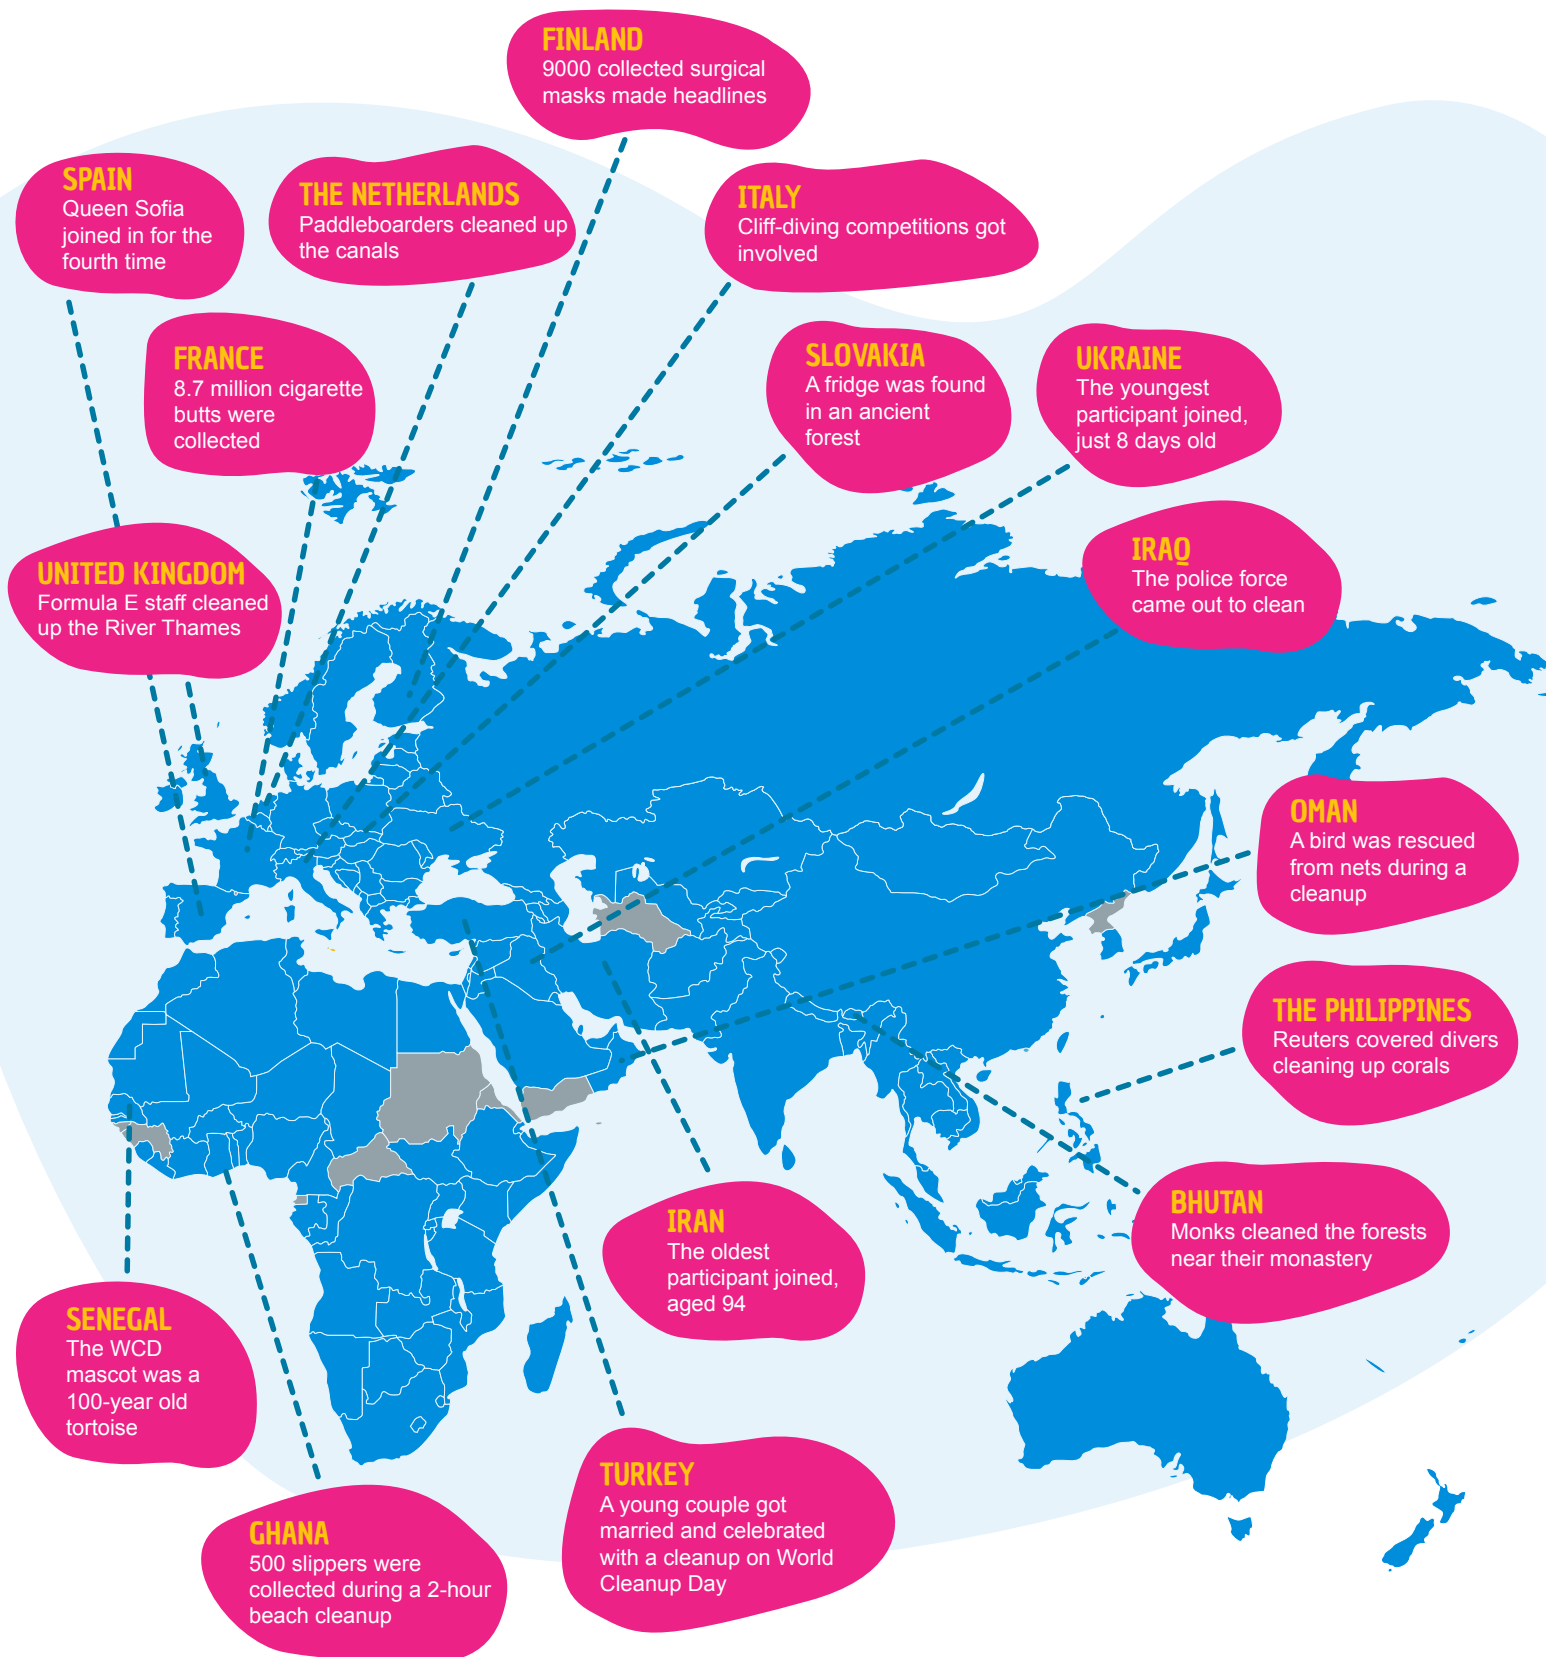 FINLAND
9000 collected surgical
masks made headlines
SPAIN
Queen Sofia
joined in for the
fourth time
THE NETHERLANDS
Paddleboarders cleaned up
the canals
ITALY
Cliff-diving competitions got
involved
FRANCE
8.7 million cigarette
butts were
collected
SLOVAKIA
A fridge was found
in an ancient
forest
UKRAINE
The youngest
participant joined,
just 8 days old
UNITED KINGDOM
Formula E staff cleaned
up the River Thames
IRAQ
The police force
came out to clean
OMAN
A bird was rescued
from nets during a
cleanup
THE PHILIPPINES
Reuters covered divers
cleaning up corals
BHUTAN
Monks cleaned the forests
near their monastery
IRAN
The oldest
participant joined,
aged 94
SENEGAL
The WCD
mascot was a
100-year old
tortoise
TURKEY
A young couple got
married and celebrated
with a cleanup on World
Cleanup Day
GHANA
500 slippers were
collected during a 2-hour
beach cleanup